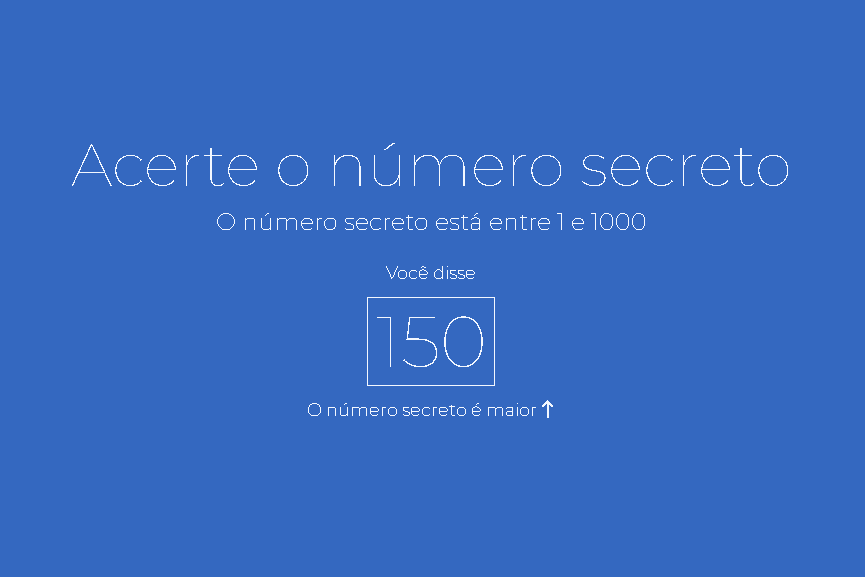 Acerte o número secreto
O número secreto está entre 1 e 1000
Você disse
150
O número secreto é maior ↑